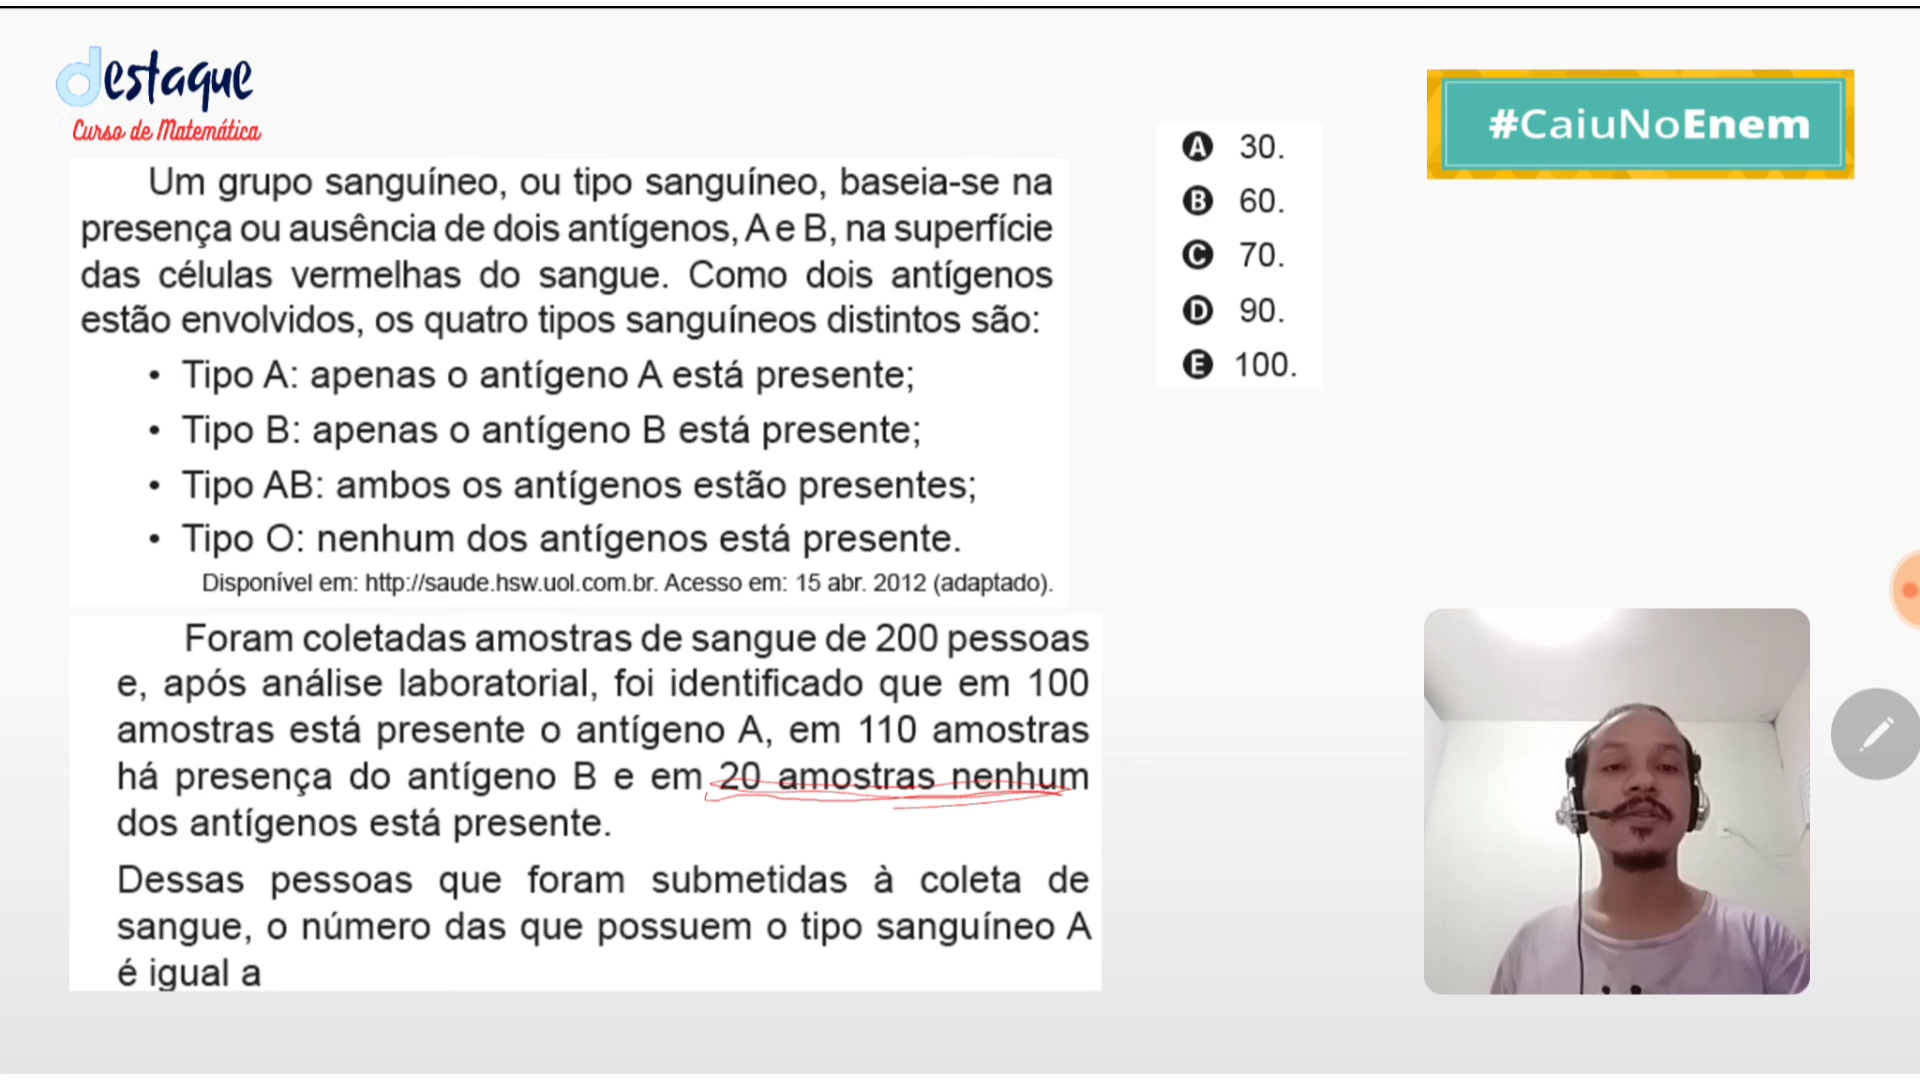 destaque
Curso de Matemática
#CaiuNoEnem
Um grupo sanguíneo, ou tipo sanguíneo, baseia-se na
presença ou ausência de dois antígenos, A e B, na superfície
das células vermelhas do sangue. Como dois antígenos
estão envolvidos, os quatro tipos sanguíneos distintos são:
• Tipo A: apenas o antígeno A está presente;
• Tipo B: apenas o antígeno B está presente;
• Tipo AB: ambos os antígenos estão presentes;
• Tipo O: nenhum dos antígenos está presente.
Disponível em: http://saude.hsw.uol.com.br. Acesso em: 15 abr. 2012 (adaptado).
Foram coletadas amostras de sangue de 200 pessoas
e, após análise laboratorial, foi identificado que em 100
amostras está presente o antígeno A, em 110 amostras
há presença do antígeno B e em 20 amostras nenhum
dos antígenos está presente.
Dessas pessoas que foram submetidas à coleta de
sangue, o número das que possuem o tipo sanguíneo A
é igual a
A 30.
B 60.
C 70.
D 90.
E 100.